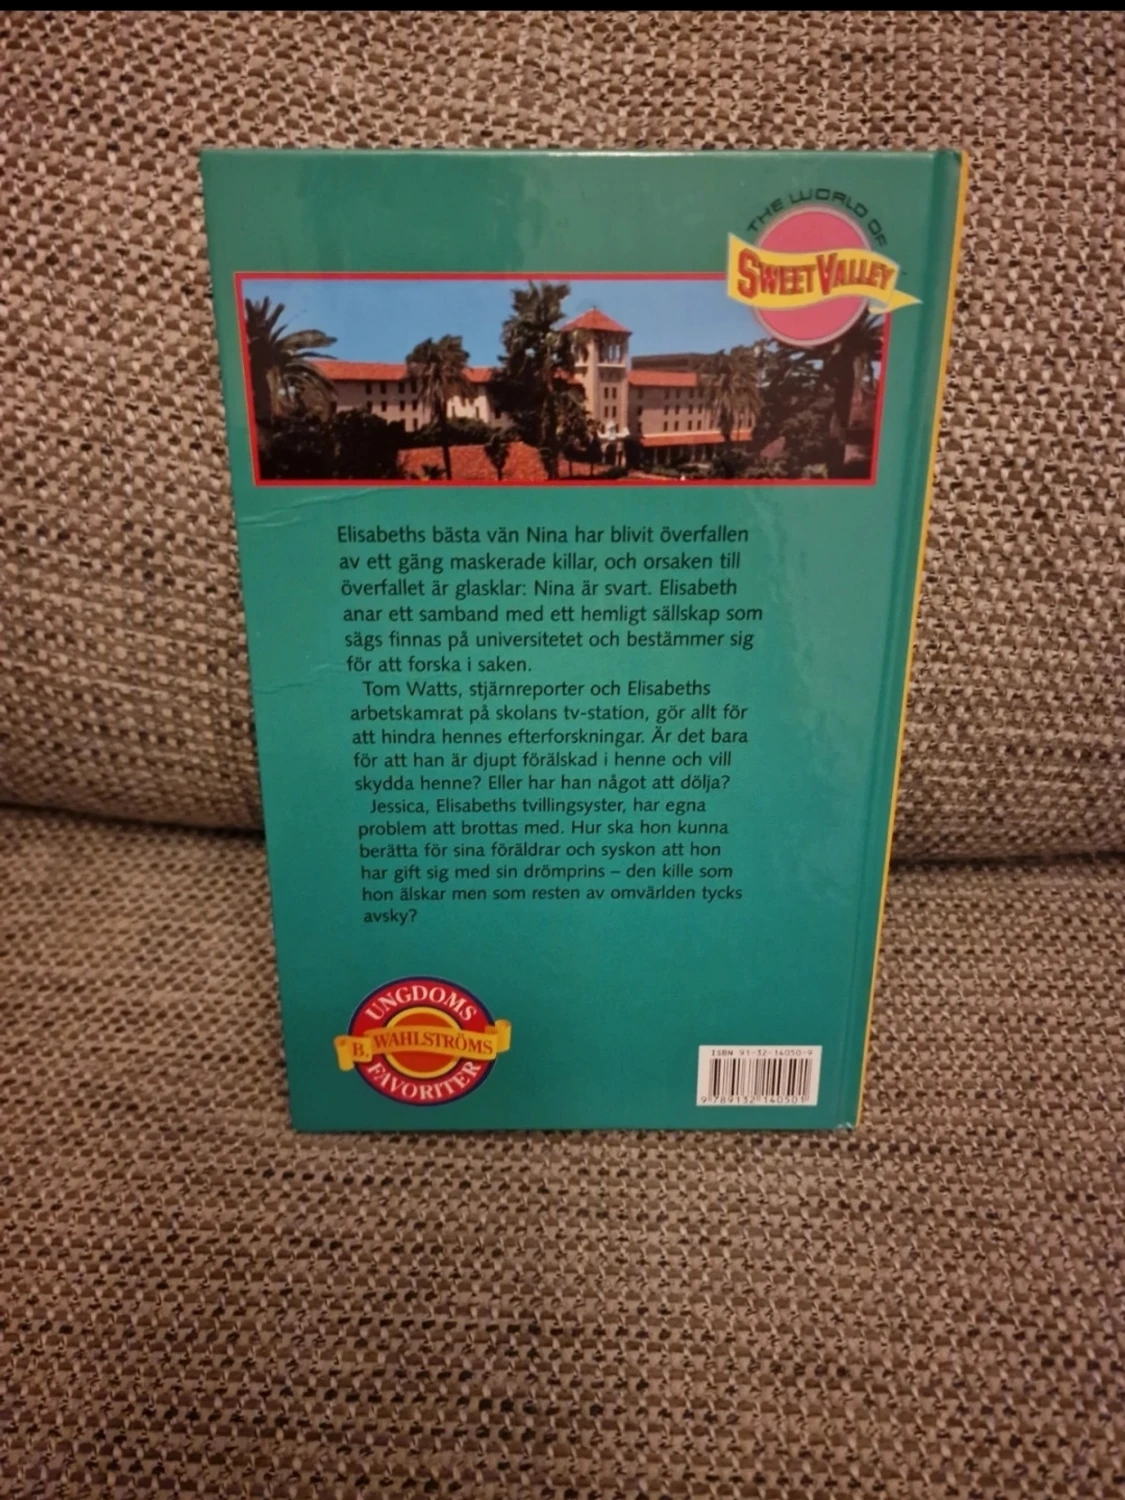 THE WORLD OF
SWEET VALLEY
Elisabeths bästa vän Nina har blivit överfallen
av ett gäng maskerade killar, och orsaken till
överfallet är glasklar: Nina är svart. Elisabeth
anar ett samband med ett hemligt sällskap som
sägs finnas på universitetet och bestämmer sig
för att forska i saken.
Tom Watts, stjärnreporter och Elisabeths
arbetskamrat på skolans tv-station, gör allt för
att hindra hennes efterforskningar. Är det bara
för att han är djupt förälskad i henne och vill
skydda henne? Eller har han något att dölja?
Jessica, Elisabeths tvillingsyster, har egna
problem att brottas med. Hur ska hon kunna
berätta för sina föräldrar och syskon att hon
har gift sig med sin drömprins – den kille som
hon älskar men som resten av omvärlden tycks
avsky?
UNGDOMS
B. WAHLSTRÖMS
FAVORITER
ISBN 91-32-14050-9
9 789132 140501